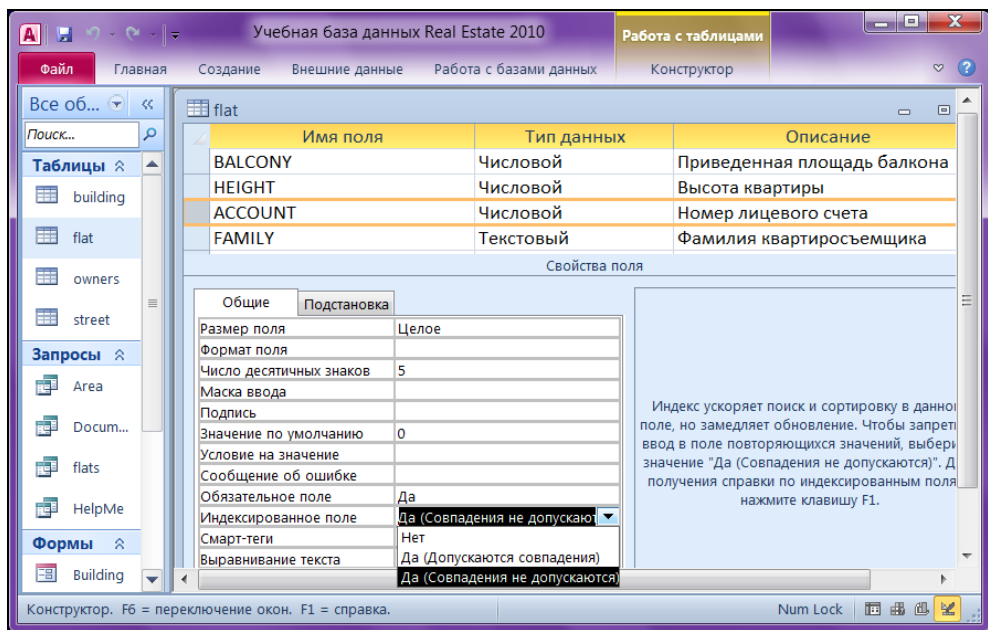 Учебная база данных Real Estate 2010
Работа с таблицами
Файл Главная Создание Внешние данные Работа с базами данных Конструктор
Все об...
Поиск...
Таблицы
building
flat
owners
street
Запросы
Area
Docum...
flats
HelpMe
Формы
Building
flat
Имя поля Тип данных Описание
BALCONY Числовой Приведенная площадь балкона
HEIGHT Числовой Высота квартиры
ACCOUNT Числовой Номер лицевого счета
FAMILY Текстовый Фамилия квартиросъемщика
Свойства поля
Общие Подстановка
Размер поля Целое
Формат поля
Число десятичных знаков 5
Маска ввода
Подпись
Значение по умолчанию 0
Условие на значение
Сообщение об ошибке
Обязательное поле Да
Индексированное поле Да (Совпадения не допускают
Смарт-теги
Выравнивание текста
Нет
Да (Допускаются совпадения)
Да (Совпадения не допускаются)
Индекс ускоряет поиск и сортировку в данно
поле, но замедляет обновление. Чтобы запрет
ввод в поле повторяющихся значений, выбери
значение "Да (Совпадения не допускаются)". Д
получения справки по индексированным поля
нажмите клавишу F1.
Конструктор. F6 = переключение окон. F1 = справка. Num Lock